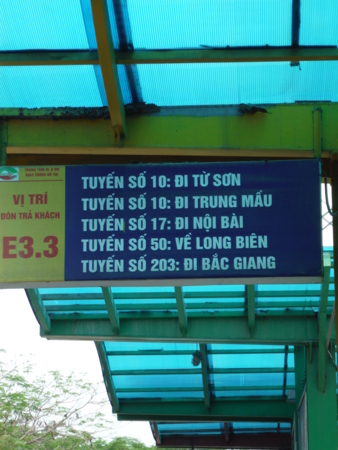 VỊ TRÍ
ĐÓN TRẢ KHÁCH
E3.3
TUYẾN SỐ 10: ĐI TỪ SƠN
TUYẾN SỐ 10: ĐI TRUNG MẦU
TUYẾN SỐ 17: ĐI NỘI BÀI
TUYẾN SỐ 50: VỀ LONG BIÊN
TUYẾN SỐ 203: ĐI BẮC GIANG